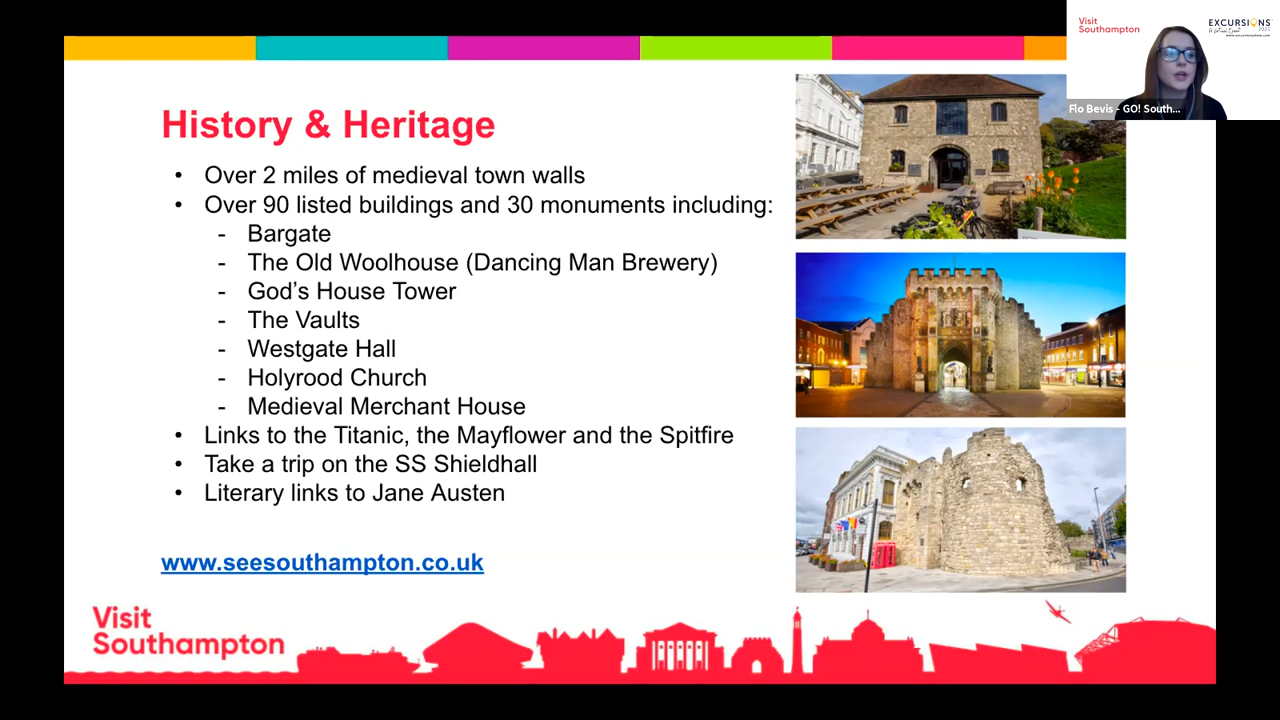 History & Heritage
• Over 2 miles of medieval town walls
• Over 90 listed buildings and 30 monuments including:
- Bargate
- The Old Woolhouse (Dancing Man Brewery)
- God's House Tower
- The Vaults
- Westgate Hall
- Holyrood Church
- Medieval Merchant House
• Links to the Titanic, the Mayflower and the Spitfire
• Take a trip on the SS Shieldhall
• Literary links to Jane Austen
www.seesouthampton.co.uk
Visit
Southampton
Visit
Southampton
EXCURSIONS
Flo Bevis - GO! South...